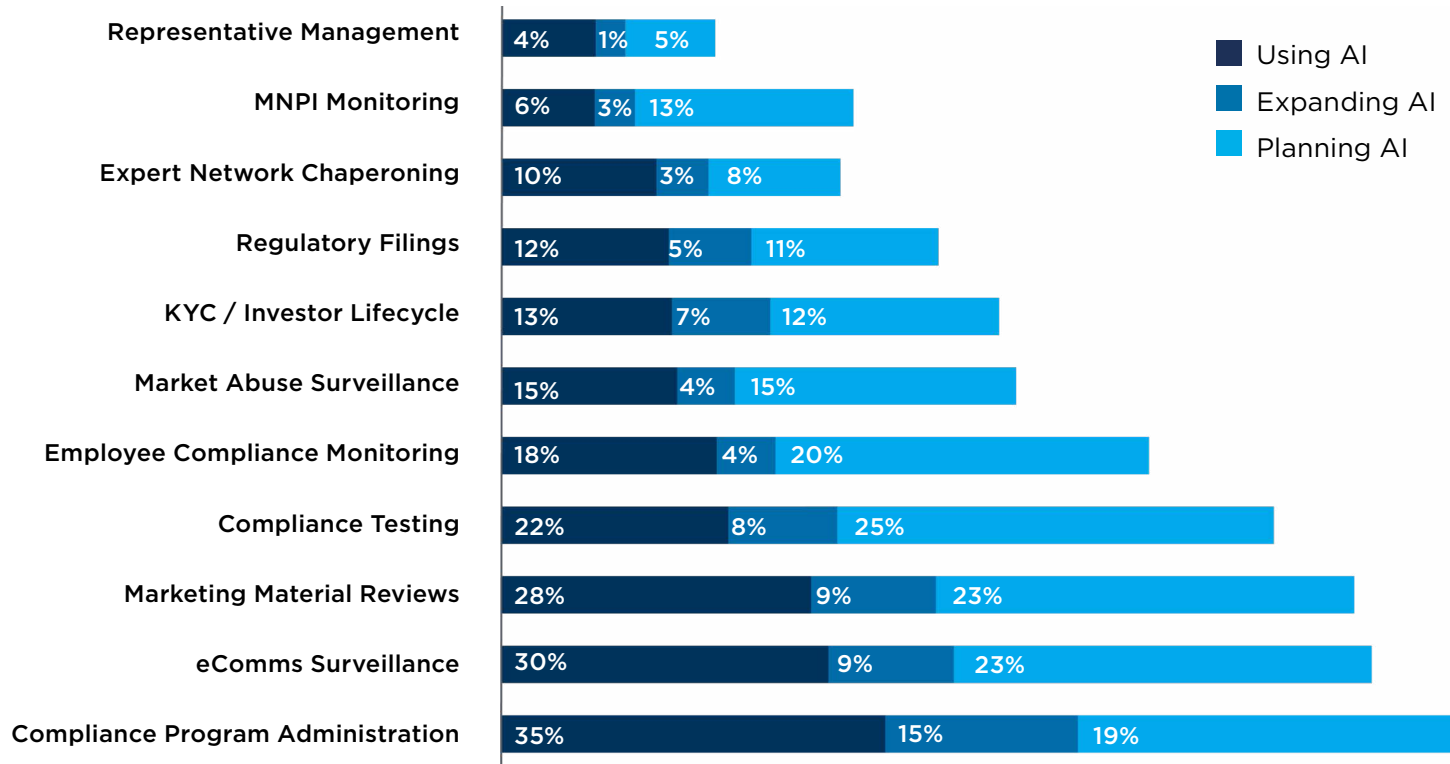 Representative Management 4% 1% 5%
Using AI
MNPI Monitoring 6% 3% 13%
Expanding AI
Planning AI
Expert Network Chaperoning 10% 3% 8%
Regulatory Filings 12% 5% 11%
KYC / Investor Lifecycle 13% 7% 12%
Market Abuse Surveillance 15% 4% 15%
Employee Compliance Monitoring 18% 4% 20%
Compliance Testing 22% 8% 25%
Marketing Material Reviews 28% 9% 23%
eComms Surveillance 30% 9% 23%
Compliance Program Administration 35% 15% 19%